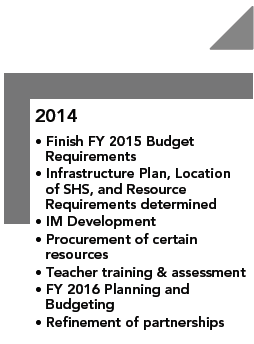 2014
• Finish FY 2015 Budget
Requirements
• Infrastructure Plan, Location
of SHS, and Resource
Requirements determined
• IM Development
• Procurement of certain
resources
• Teacher training & assessment
• FY 2016 Planning and
Budgeting
• Refinement of partnerships